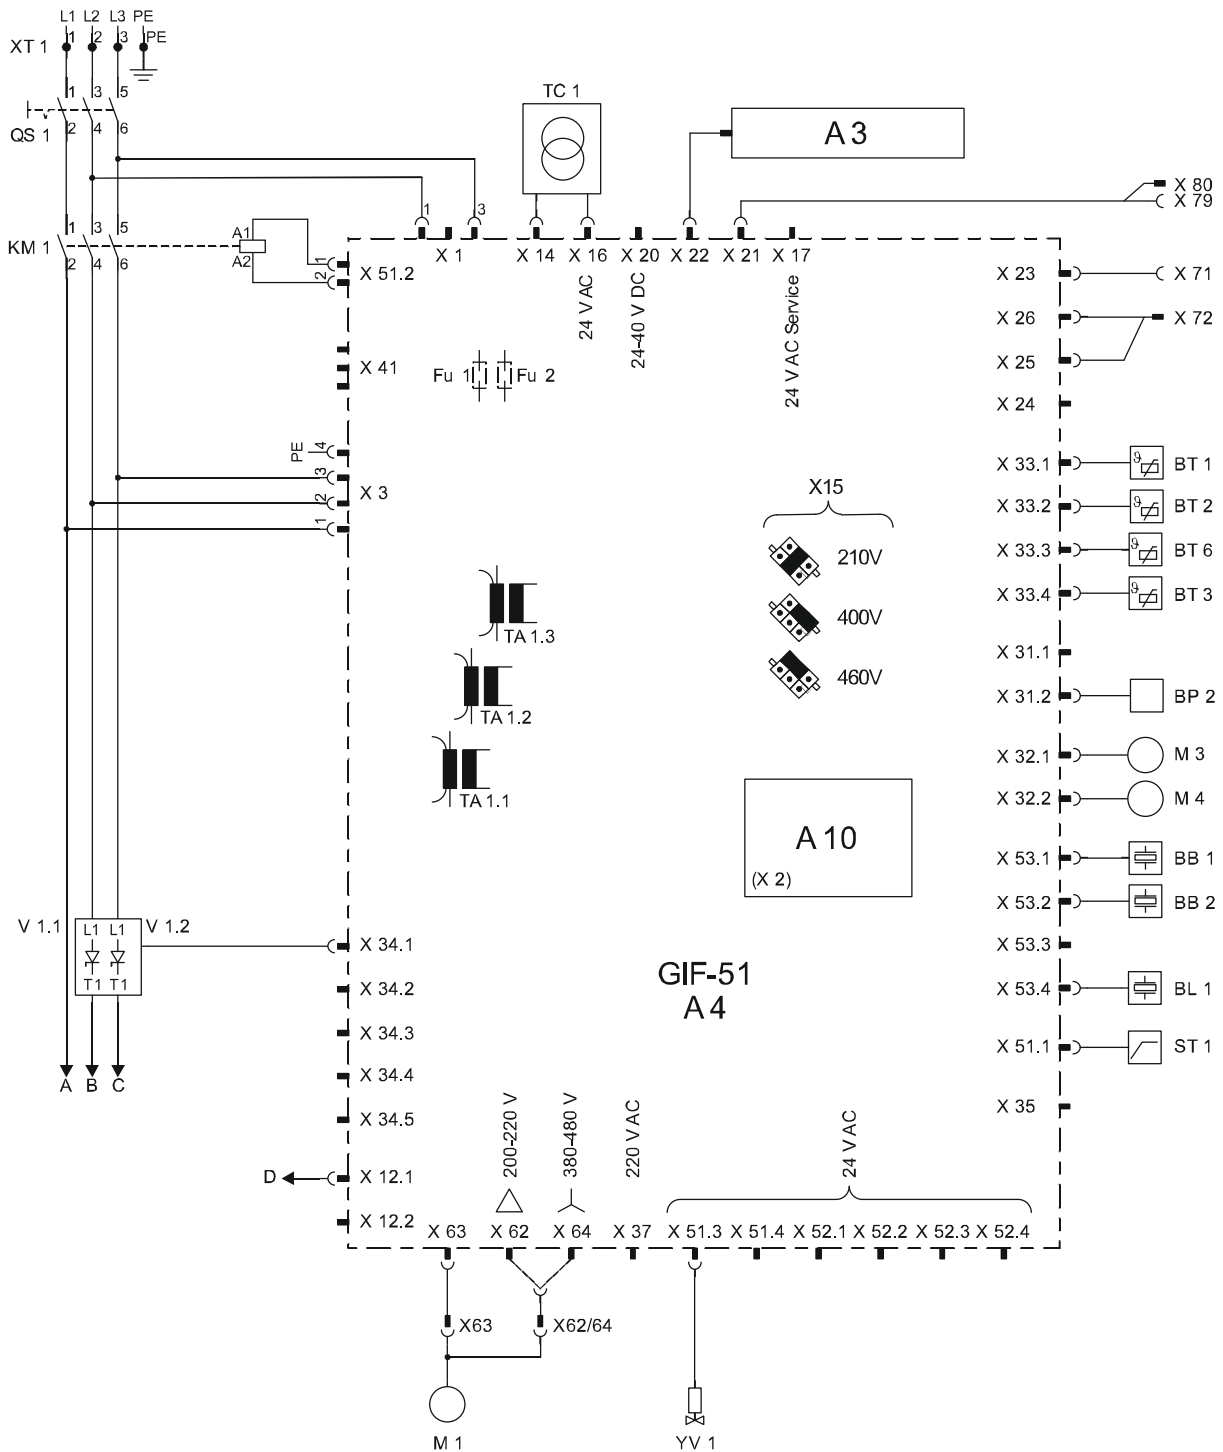 L1 L2 L3 PE
XT 1 1 2 3 PE
1 3 5
QS 1 2 4 6
TC 1
A 3
X 80
X 79
1 3
1 3 5
KM 1 2 4 6
A1
A2
1
2
X 51.2
X 1 X 14 X 16 X 20 X 22 X 21 X 17
24 V AC
24-40 V DC
24 V AC Service
X 23 X 71
X 26 X 72
X 25
X 24
X 41
Fu 1 Fu 2
PE 4
3
2
1
X 3
X15
210V
400V
460V
X 33.1 BT 1
X 33.2 BT 2
X 33.3 BT 6
X 33.4 BT 3
TA 1.3
TA 1.2
TA 1.1
X 31.1
X 31.2 BP 2
X 32.1 M 3
X 32.2 M 4
A 10
(X 2)
X 53.1 BB 1
X 53.2 BB 2
X 53.3
X 53.4 BL 1
X 51.1 ST 1
X 35
V 1.1 L1 L1 V 1.2
T1 T1
X 34.1
X 34.2
X 34.3
X 34.4
X 34.5
GIF-51
A 4
A B C
D X 12.1
X 12.2
200-220 V
380-480 V
220 V AC
24 V AC
X 63 X 62 X 64 X 37 X 51.3 X 51.4 X 52.1 X 52.2 X 52.3 X 52.4
X63 X62/64
M 1 YV 1